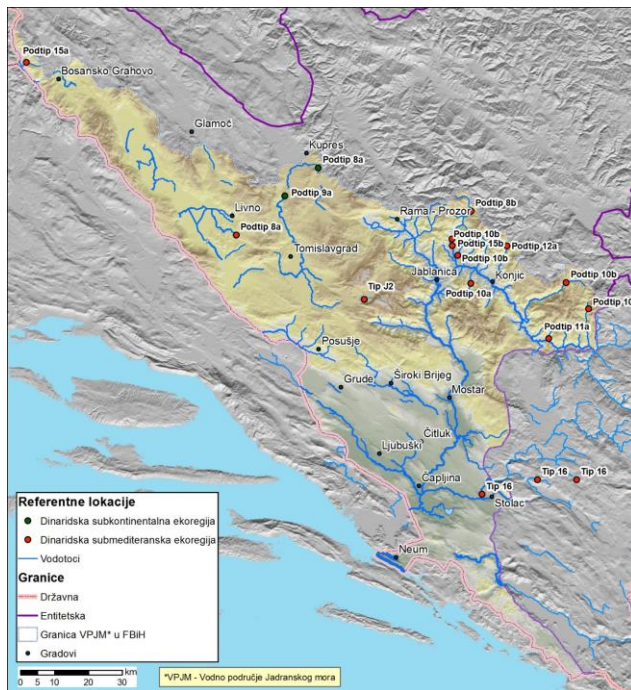 Podtip 15a
Bosansko Grahovo
Glamoč
Kupres
Podtip 8a
Podtip 9a
Livno
Podtip 8a
Rama - Prozor
Podtip 8b
Podtip 10b
Podtip 15b
Podtip 12a
Podtip 10b
Tomislavgrad
Jablanica
Konjic
Podtip 10b
Tip J2
Podtip 10a
Podtip 10
Podtip 11a
Posušje
Široki Brijeg
Grude
Mostar
Čitluk
Ljubuški
Tip 16
Tip 16
Čapljina
Tip 16
Stolac
Neum
Referentne lokacije
Dinaridska subkontinentalna ekoregija
Dinaridska submediteranska ekoregija
Vodotoci
Granice
Državna
Entitetska
Granica VPJM* u FBiH
Gradovi
km
0 5 10 20 30
*VPJM - Vodno područje Jadranskog mora